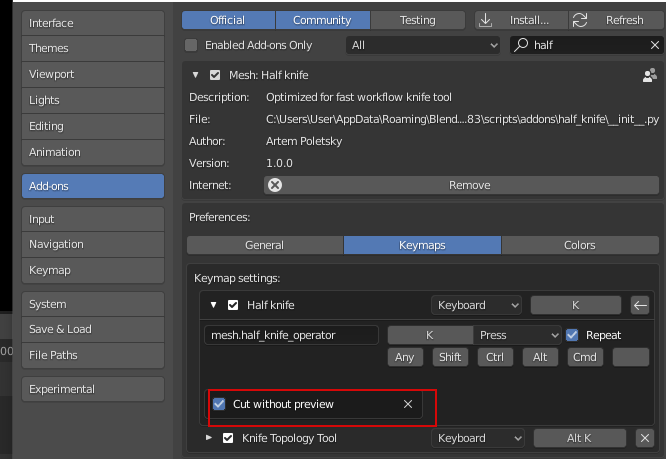 Interface
Themes
Viewport
Lights
Editing
Animation
Add-ons
Input
Navigation
Keymap
System
Save & Load
File Paths
Experimental
Official Community Testing Install... Refresh
Enabled Add-ons Only All half
Mesh: Half knife
Description: Optimized for fast workflow knife tool
File: C:\Users\User\AppData\Roaming\Blend....83\scripts\addons\half_knife\__init__.py
Author: Artem Poletsky
Version: 1.0.0
Internet: Remove
Preferences:
General Keymaps Colors
Keymap settings:
Half knife Keyboard K
mesh.half_knife_operator K Press Repeat
Any Shift Ctrl Alt Cmd
Cut without preview
Knife Topology Tool Keyboard Alt K